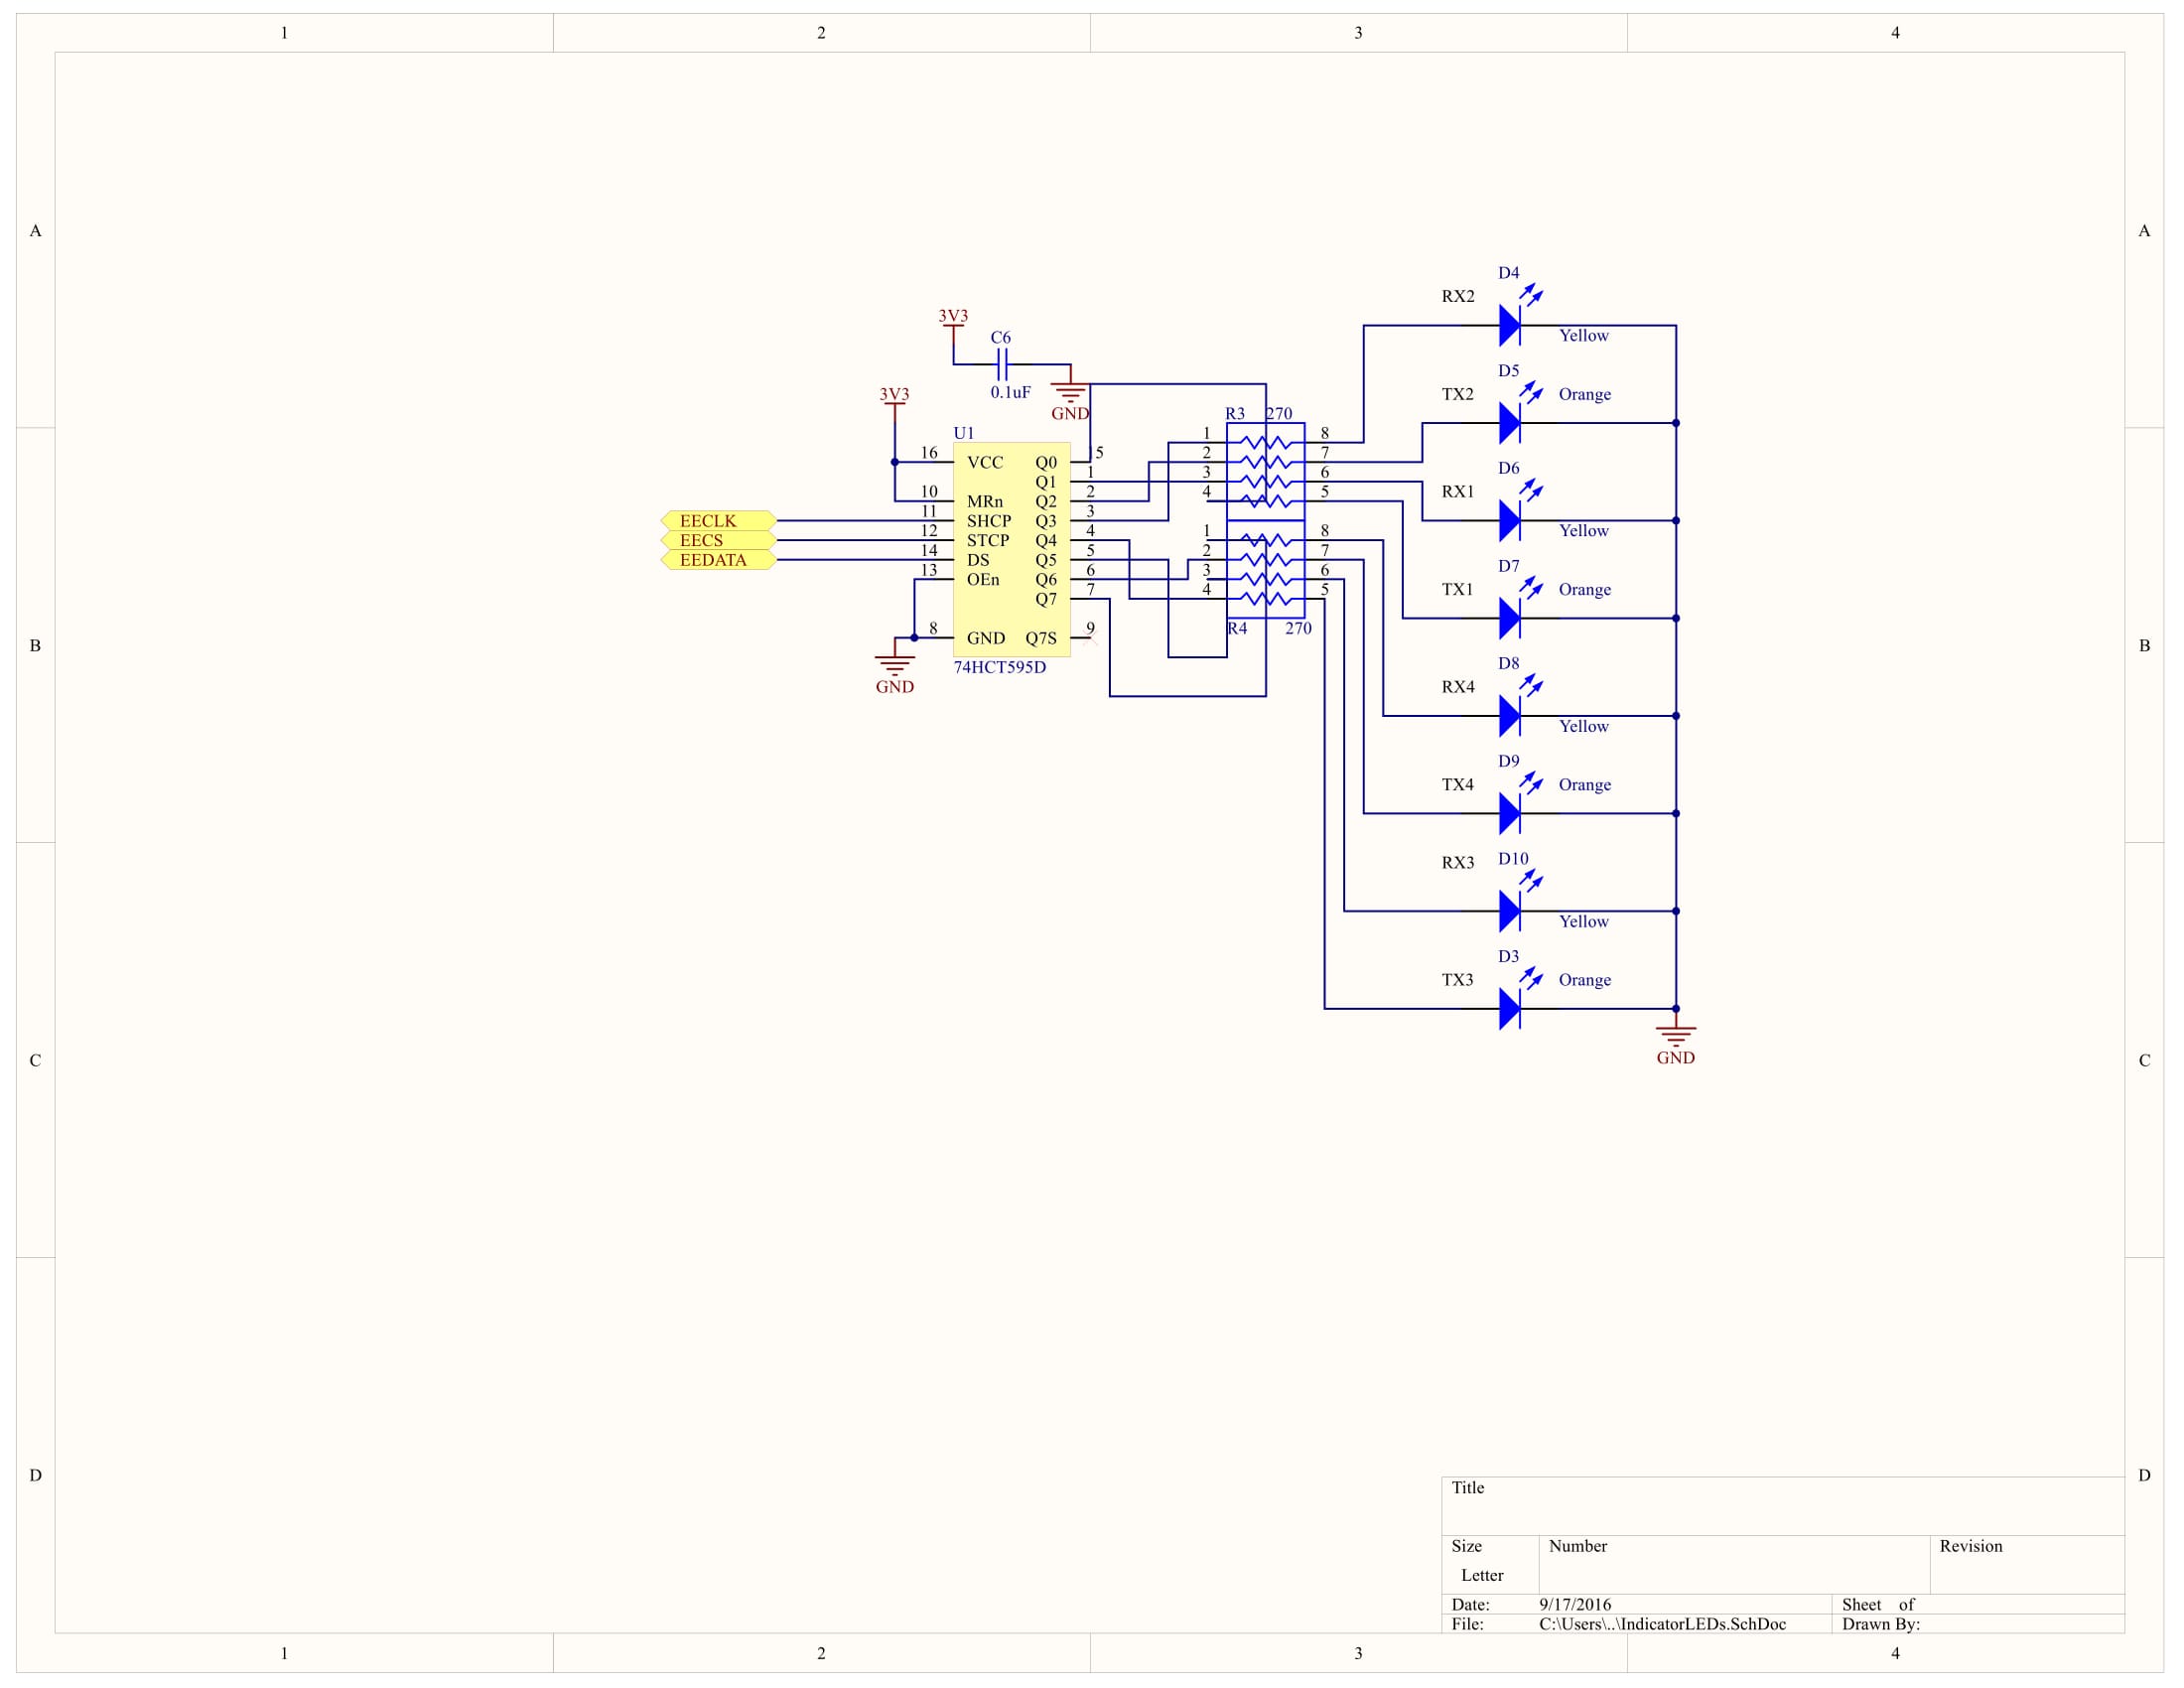 1 2 3 4
A A
D4
RX2
Yellow
3V3
C6
0.1uF
GND
D5
TX2 Orange
3V3
R3 270
U1
16 VCC Q0 15
Q1 1
10 MRn Q2 2
EECLK 11 SHCP Q3 3
EECS 12 STCP Q4 4
EEDATA 14 DS Q5 5
13 OEn Q6 6
Q7 7
8 GND Q7S 9
74HCT595D
GND
1 8
2 7
3 6
4 5
1 8
2 7
3 6
4 5
R4 270
D6
RX1
Yellow
D7
TX1 Orange
B B
D8
RX4
Yellow
D9
TX4 Orange
RX3 D10
Yellow
D3
TX3 Orange
GND
C C
D D
Title
Size Number Revision
Letter
Date: 9/17/2016 Sheet of
File: C:\Users\..\IndicatorLEDs.SchDoc Drawn By:
1 2 3 4